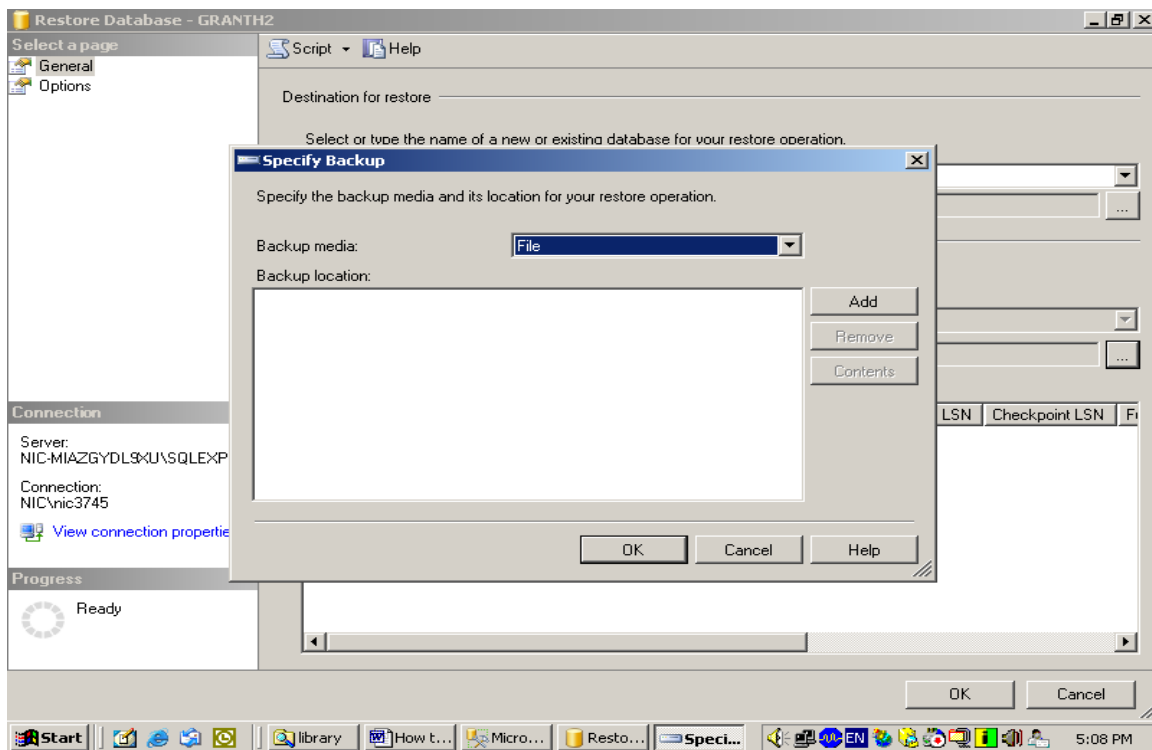 Restore Database - GRANTH2
Select a page
General
Options
Script
Help
Destination for restore
Select or type the name of a new or existing database for your restore operation.
Specify Backup
Specify the backup media and its location for your restore operation.
Backup media:
File
Backup location:
Add
Remove
Contents
OK
Cancel
Help
...
...
LSN
Checkpoint LSN
Connection
Server:
NIC-MIAZGYDL9XU\SQLEXP
Connection:
NIC\nic3745
View connection propertie
Progress
Ready
OK
Cancel
Start
library
How t...
Micro...
Resto...
Speci...
EN
5:08 PM